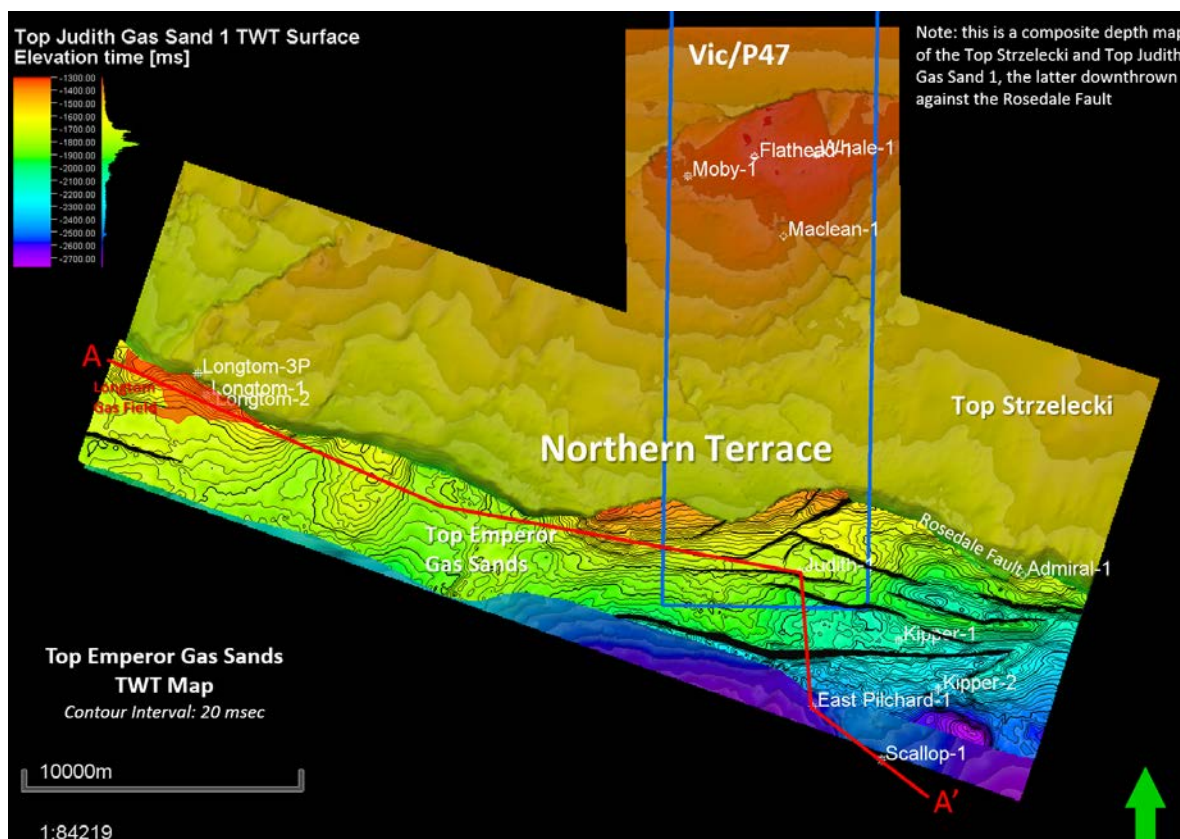 Top Judith Gas Sand 1 TWT Surface
Elevation time [ms]
-1300.00
-1400.00
-1500.00
-1600.00
-1700.00
-1800.00
-1900.00
-2000.00
-2100.00
-2200.00
-2300.00
-2400.00
-2500.00
-2600.00
-2700.00
Vic/P47
Note: this is a composite depth map
of the Top Strzelecki and Top Judith
Gas Sand 1, the latter downthrown
against the Rosedale Fault
Flathead-1
Whale-1
Moby-1
Maclean-1
A
Longtom-3P
Longtom-1
Longtom-2
Longtom
Gas Field
Top Strzelecki
Northern Terrace
Top Emperor
Gas Sands
Rosedale Fault
Judith-1
Admiral-1
Kipper-1
Kipper-2
East Pilchard-1
Scallop-1
A'
Top Emperor Gas Sands
TWT Map
Contour Interval: 20 msec
10000m
1:84219